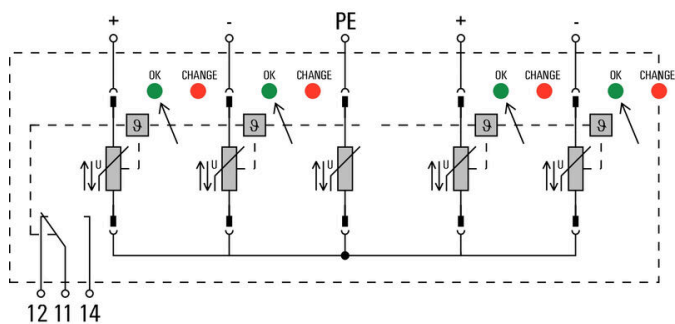 + - PE + -
OK CHANGE OK CHANGE OK CHANGE OK CHANGE
ϑ ϑ ϑ ϑ
U U U U U
12 11 14